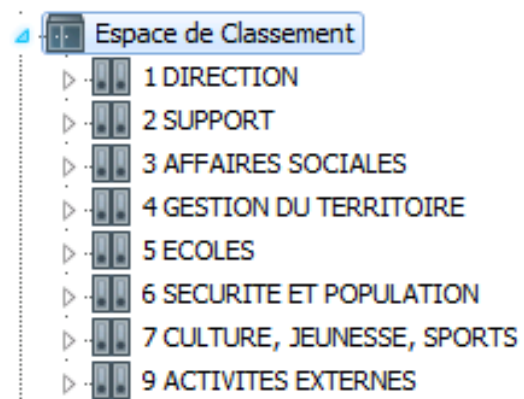 Espace de Classement
1 DIRECTION
2 SUPPORT
3 AFFAIRES SOCIALES
4 GESTION DU TERRITOIRE
5 ECOLES
6 SECURITE ET POPULATION
7 CULTURE, JEUNESSE, SPORTS
9 ACTIVITES EXTERNES